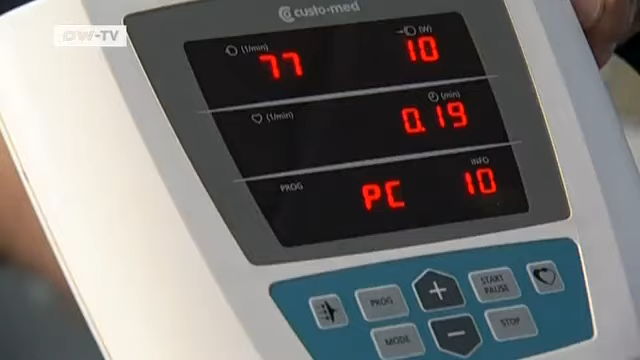 DW-TV
custo-med
(1/min) 77 (W) 10
(1/min) (min) 0.19
PROG PC INFO 10
PROG + START PAUSE
MODE - STOP